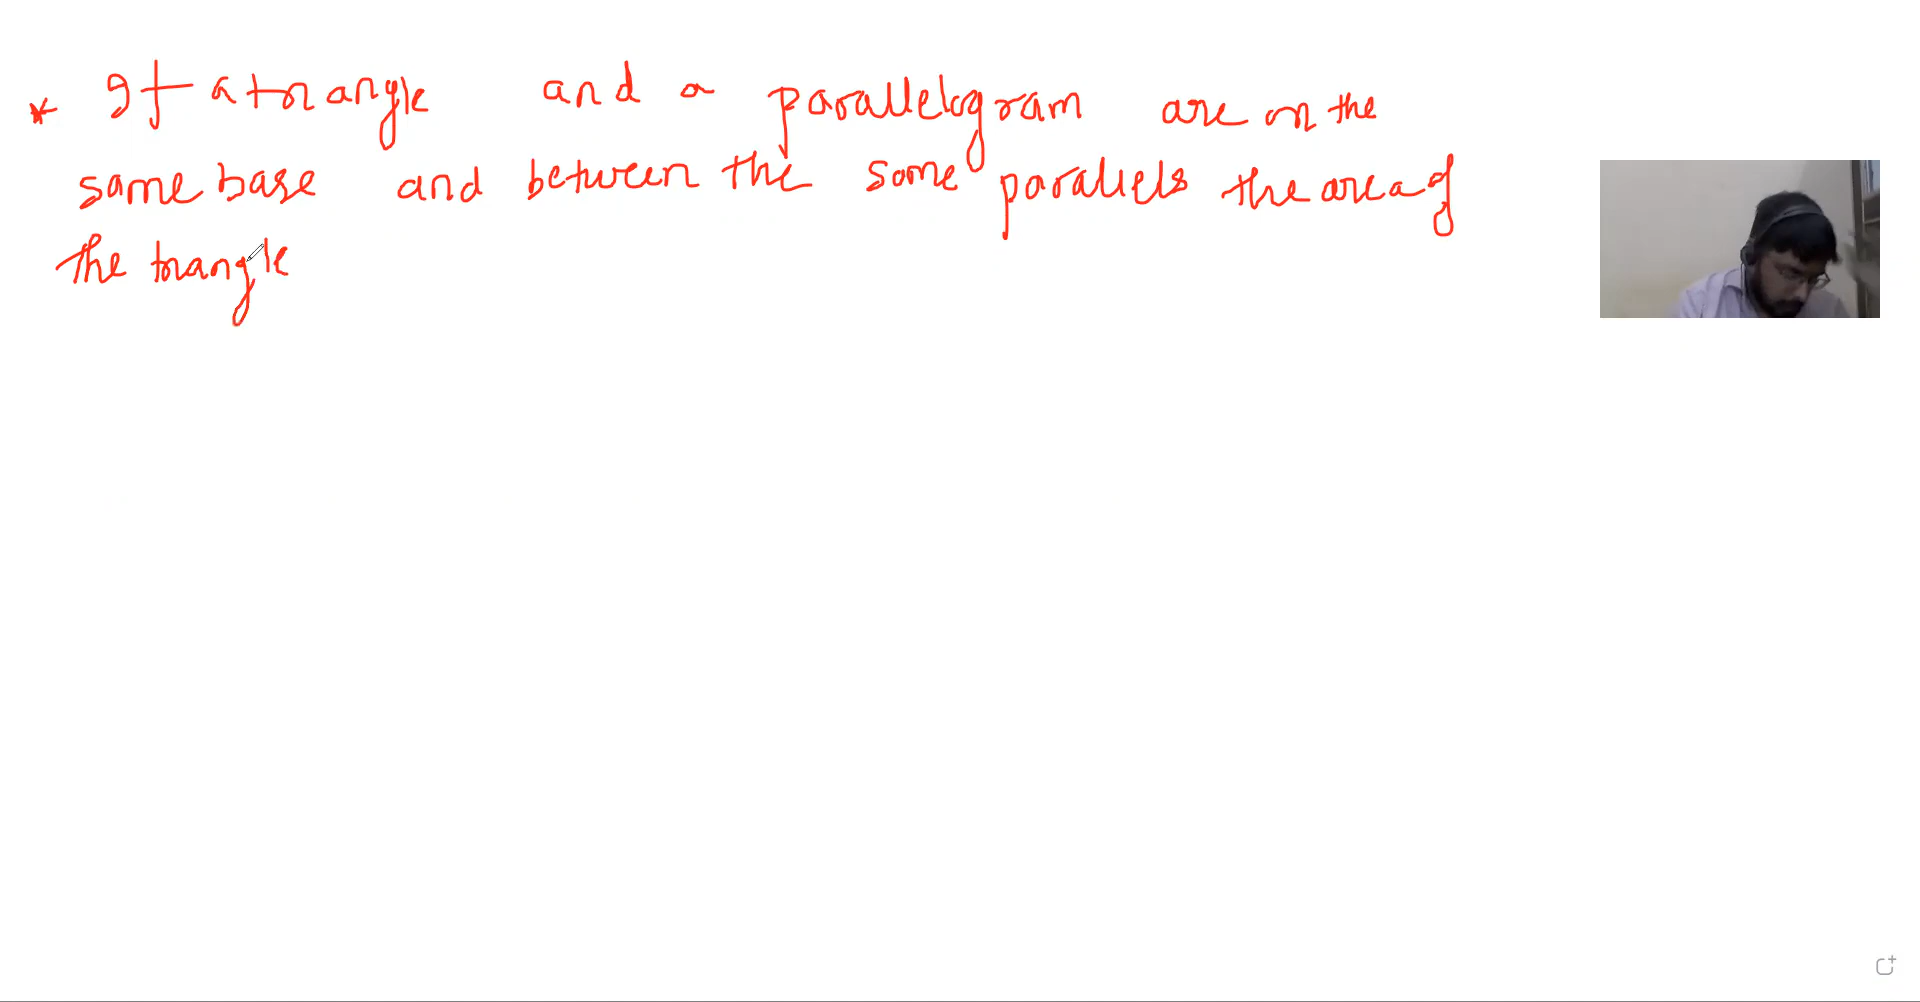 * If a triangle and a parallelogram are on the
same base and between the same parallels the area of
the triangle